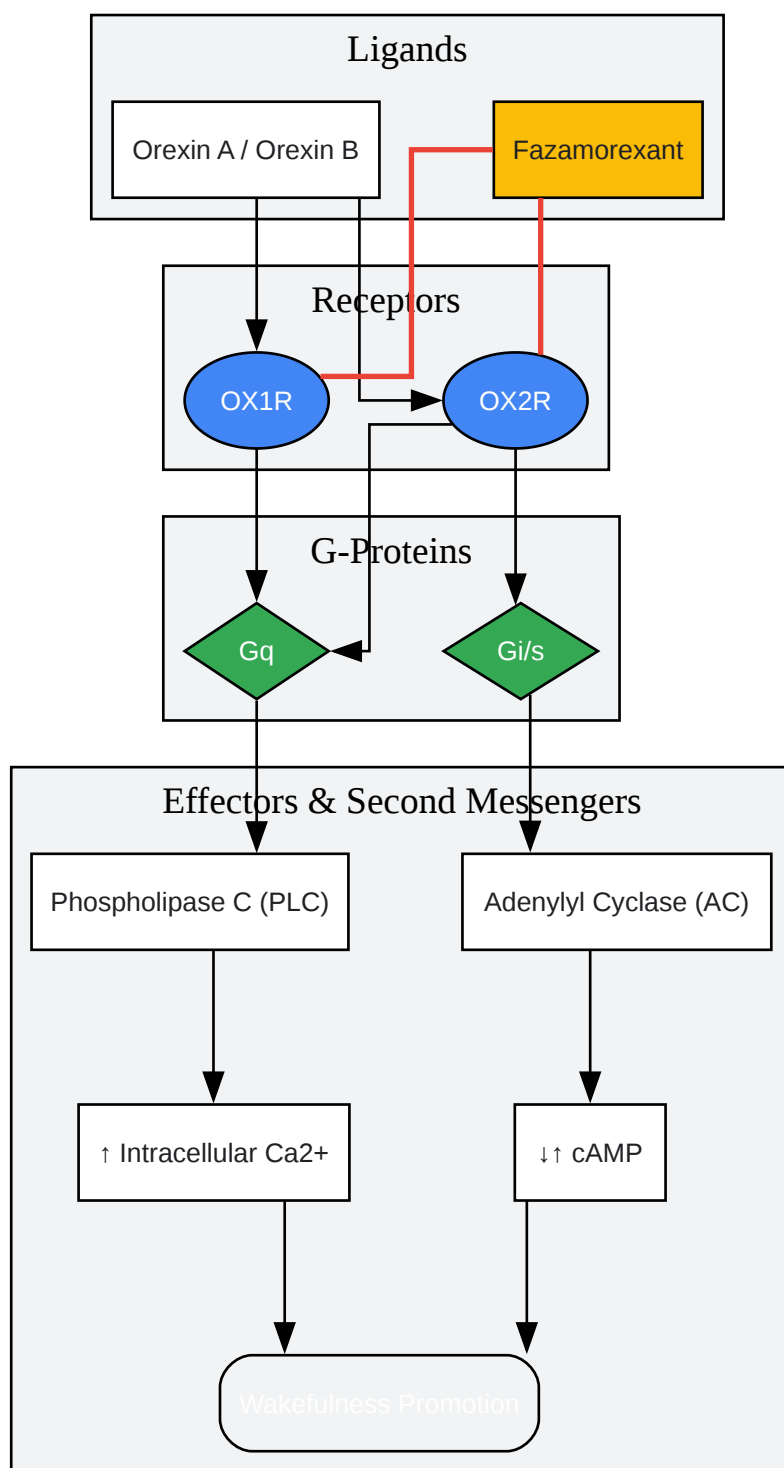 Ligands
Orexin A / Orexin B
Fazamorexant
Receptors
OX1R
OX2R
G-Proteins
Gq
Gi/s
Effectors & Second Messengers
Phospholipase C (PLC)
Adenylyl Cyclase (AC)
↑ Intracellular Ca2+
↓↑ cAMP
Wakefulness Promotion